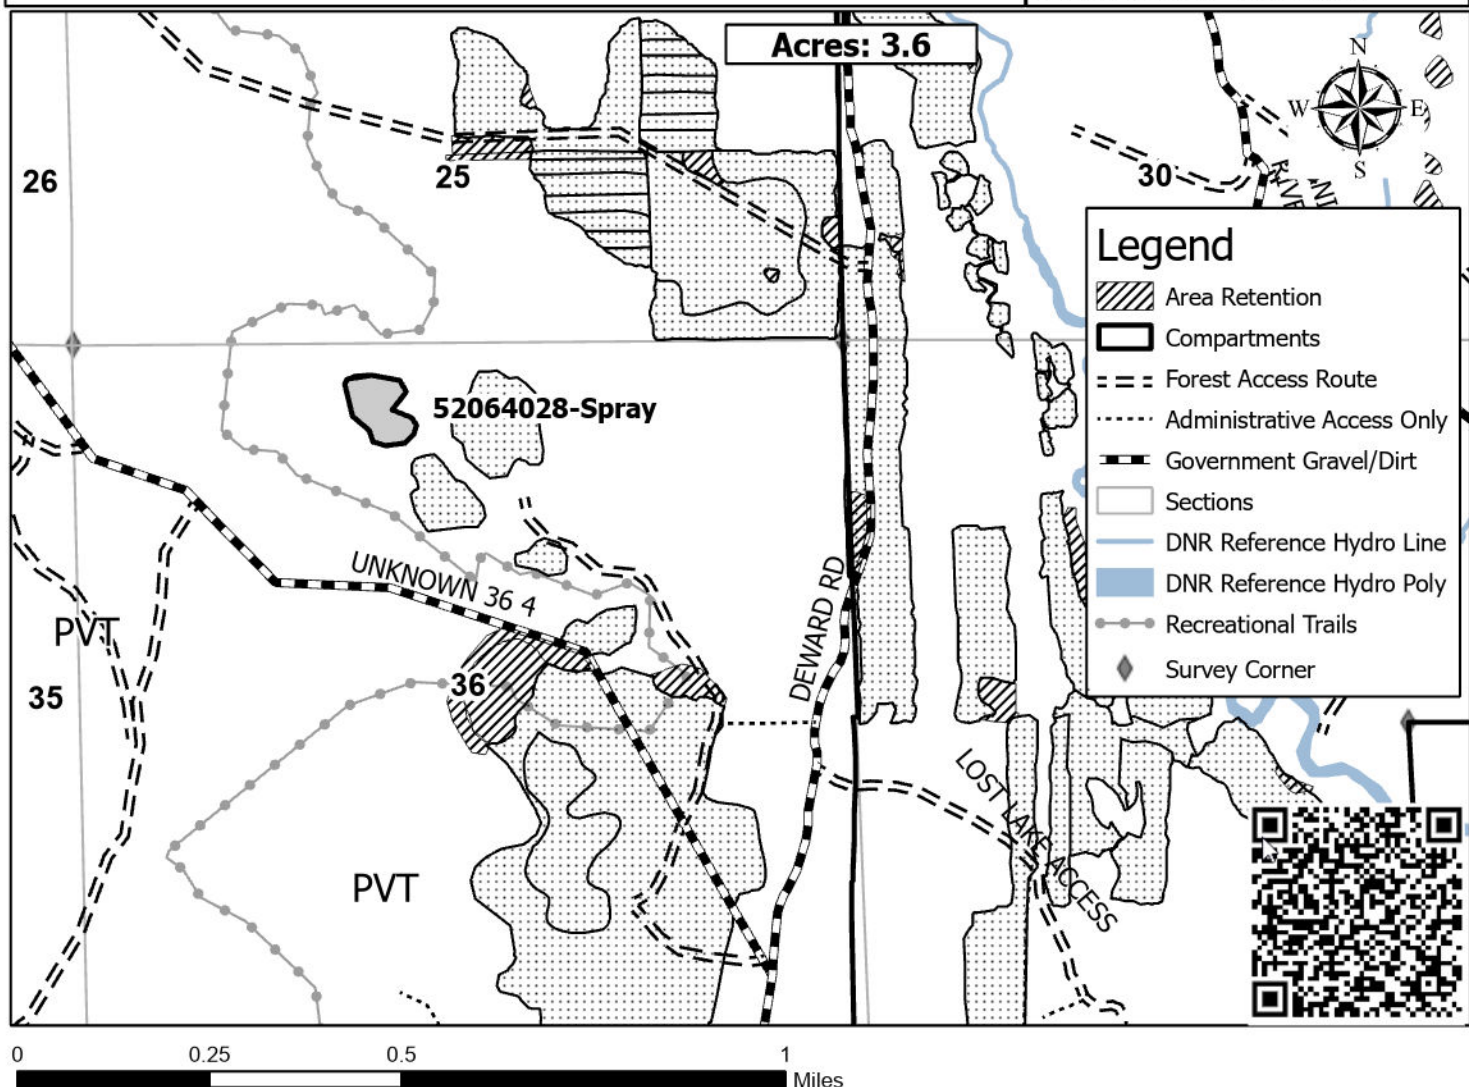 Acres: 3.6
N
W E
S
26
25
30
Legend
Area Retention
Compartments
Forest Access Route
Administrative Access Only
Government Gravel/Dirt
Sections
DNR Reference Hydro Line
DNR Reference Hydro Poly
Recreational Trails
Survey Corner
52064028-Spray
UNKNOWN 36 4
DEWARD RD
PVT
35
36
LOST LAKE ACCESS
PVT
0 0.25 0.5 1
Miles